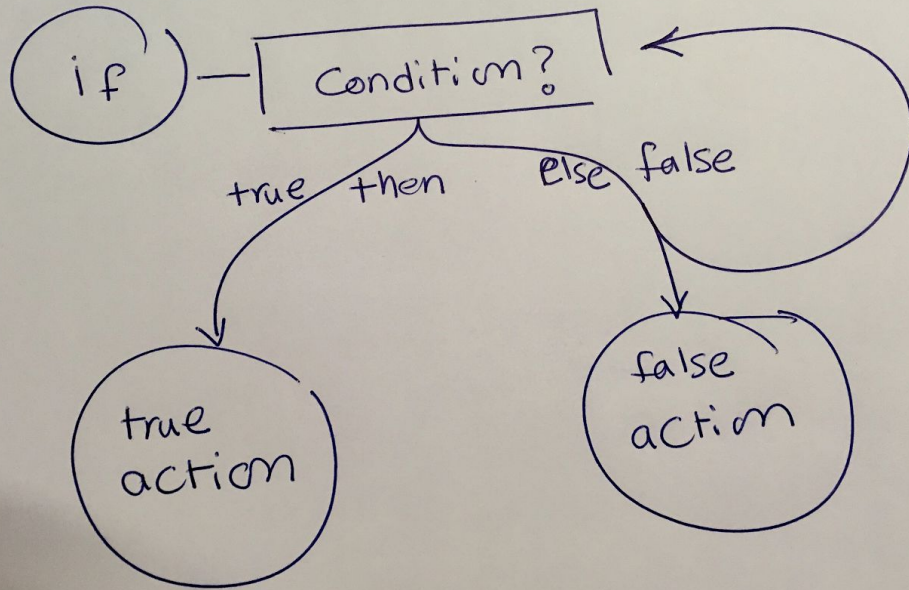 if
Condition?
true then
else false
true
action
false
action